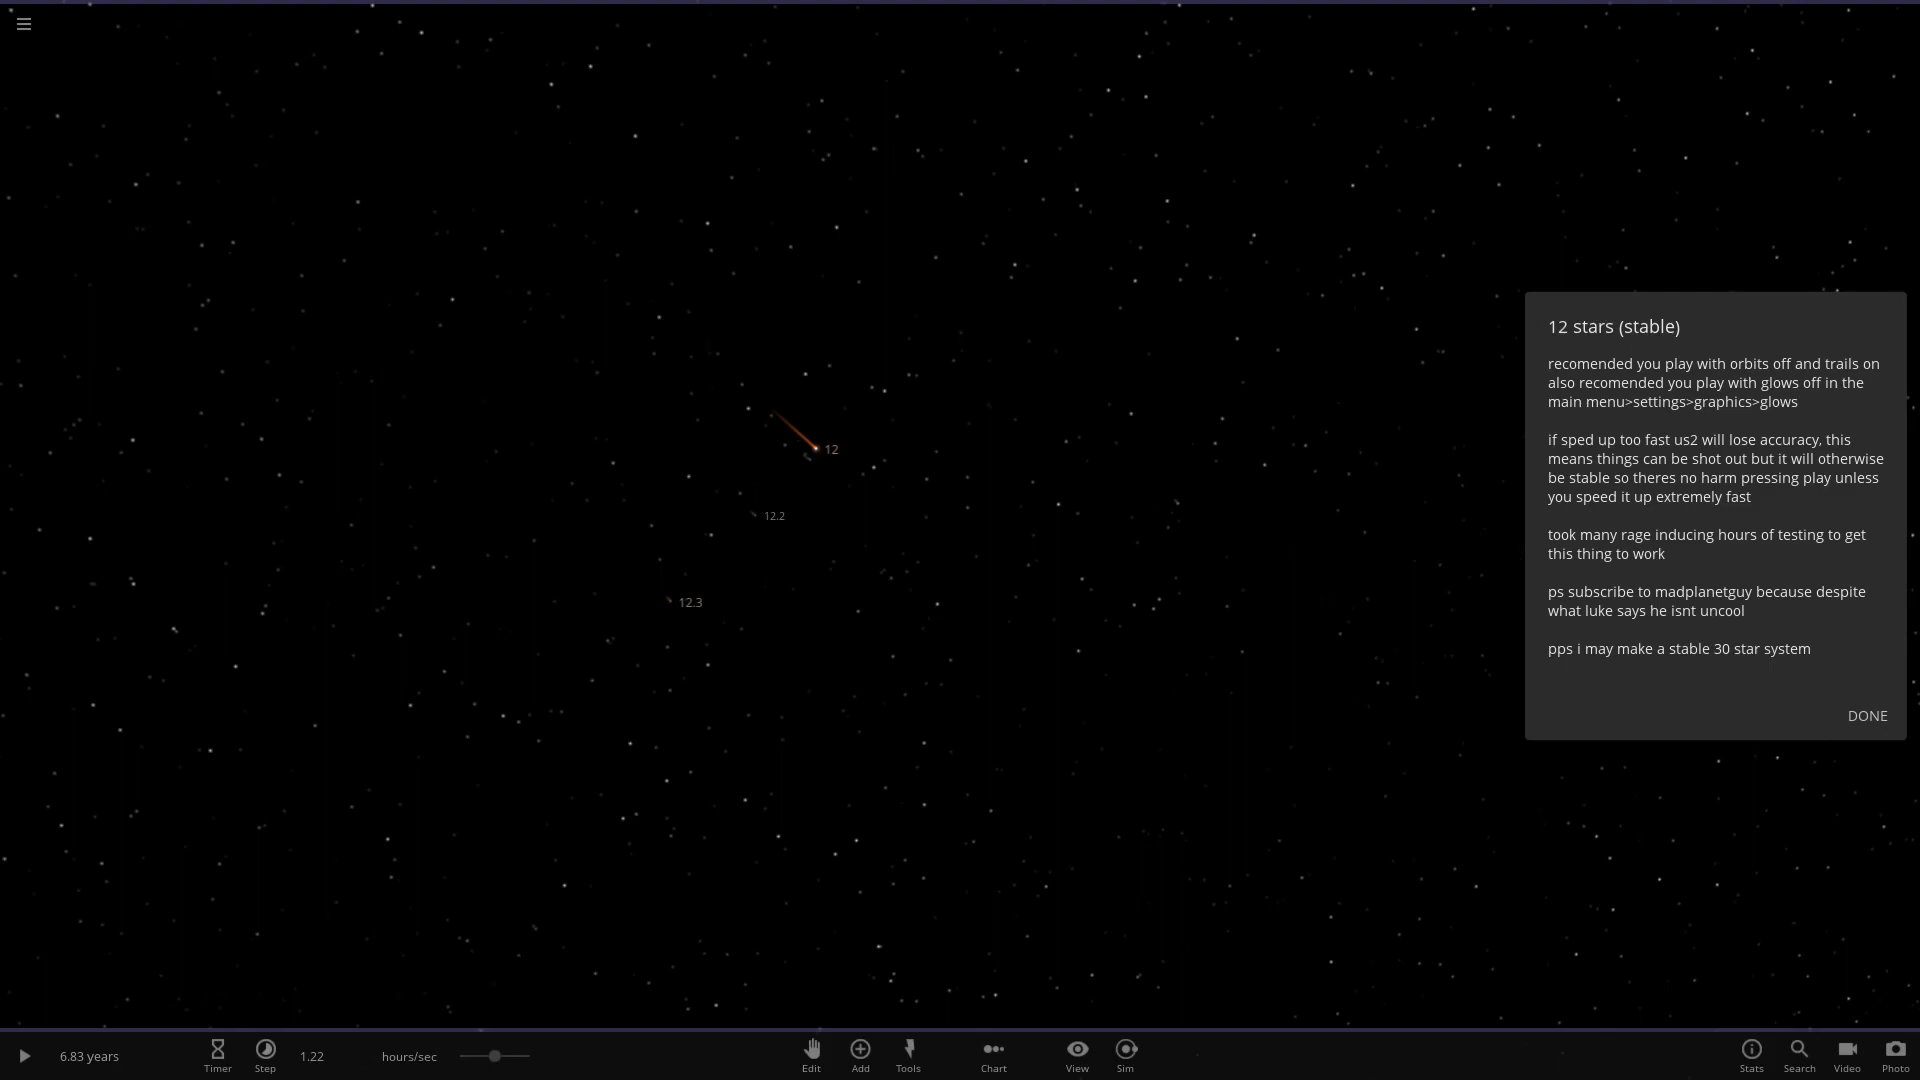 12 stars (stable)
recomended you play with orbits off and trails on
also recomended you play with glows off in the
main menu>settings>graphics>glows
if sped up too fast us2 will lose accuracy, this
means things can be shot out but it will otherwise
be stable so theres no harm pressing play unless
you speed it up extremely fast
took many rage inducing hours of testing to get
this thing to work
ps subscribe to madplanetguy because despite
what luke says he isnt uncool
pps i may make a stable 30 star system
DONE
12
12.2
12.3
6.83 years
Timer
Step
1.22
hours/sec
Edit
Add
Tools
Chart
View
Sim
Stats
Search
Video
Photo